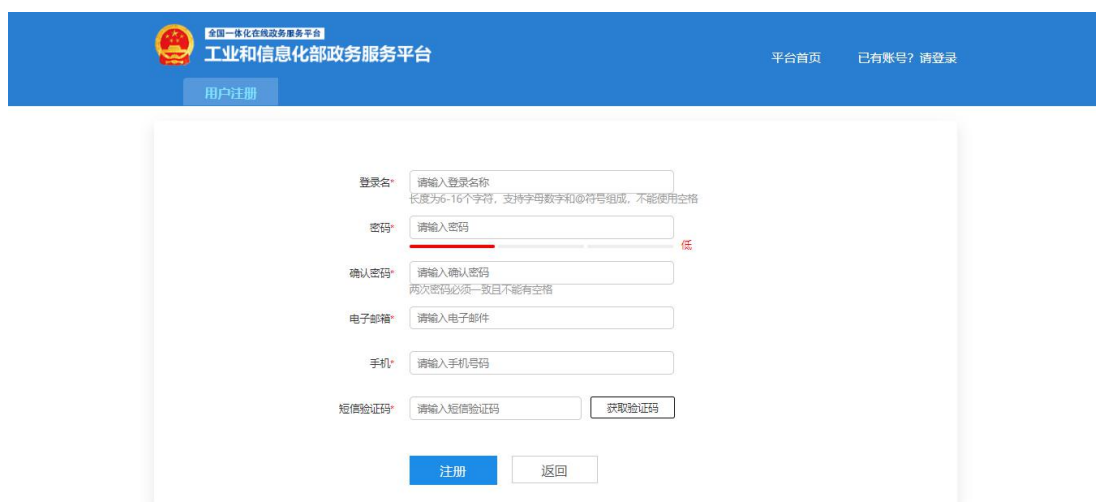 全国一体化在线政务服务平台
工业和信息化部政务服务平台
平台首页 已有账号？请登录
用户注册
登录名* 请输入登录名称
长度为6-16个字符，支持字母数字和@符号组成，不能使用空格
密码* 请输入密码
低
确认密码* 请输入确认密码
两次密码必须一致且不能有空格
电子邮箱* 请输入电子邮件
手机* 请输入手机号码
短信验证码* 请输入短信验证码 获取验证码
注册 返回